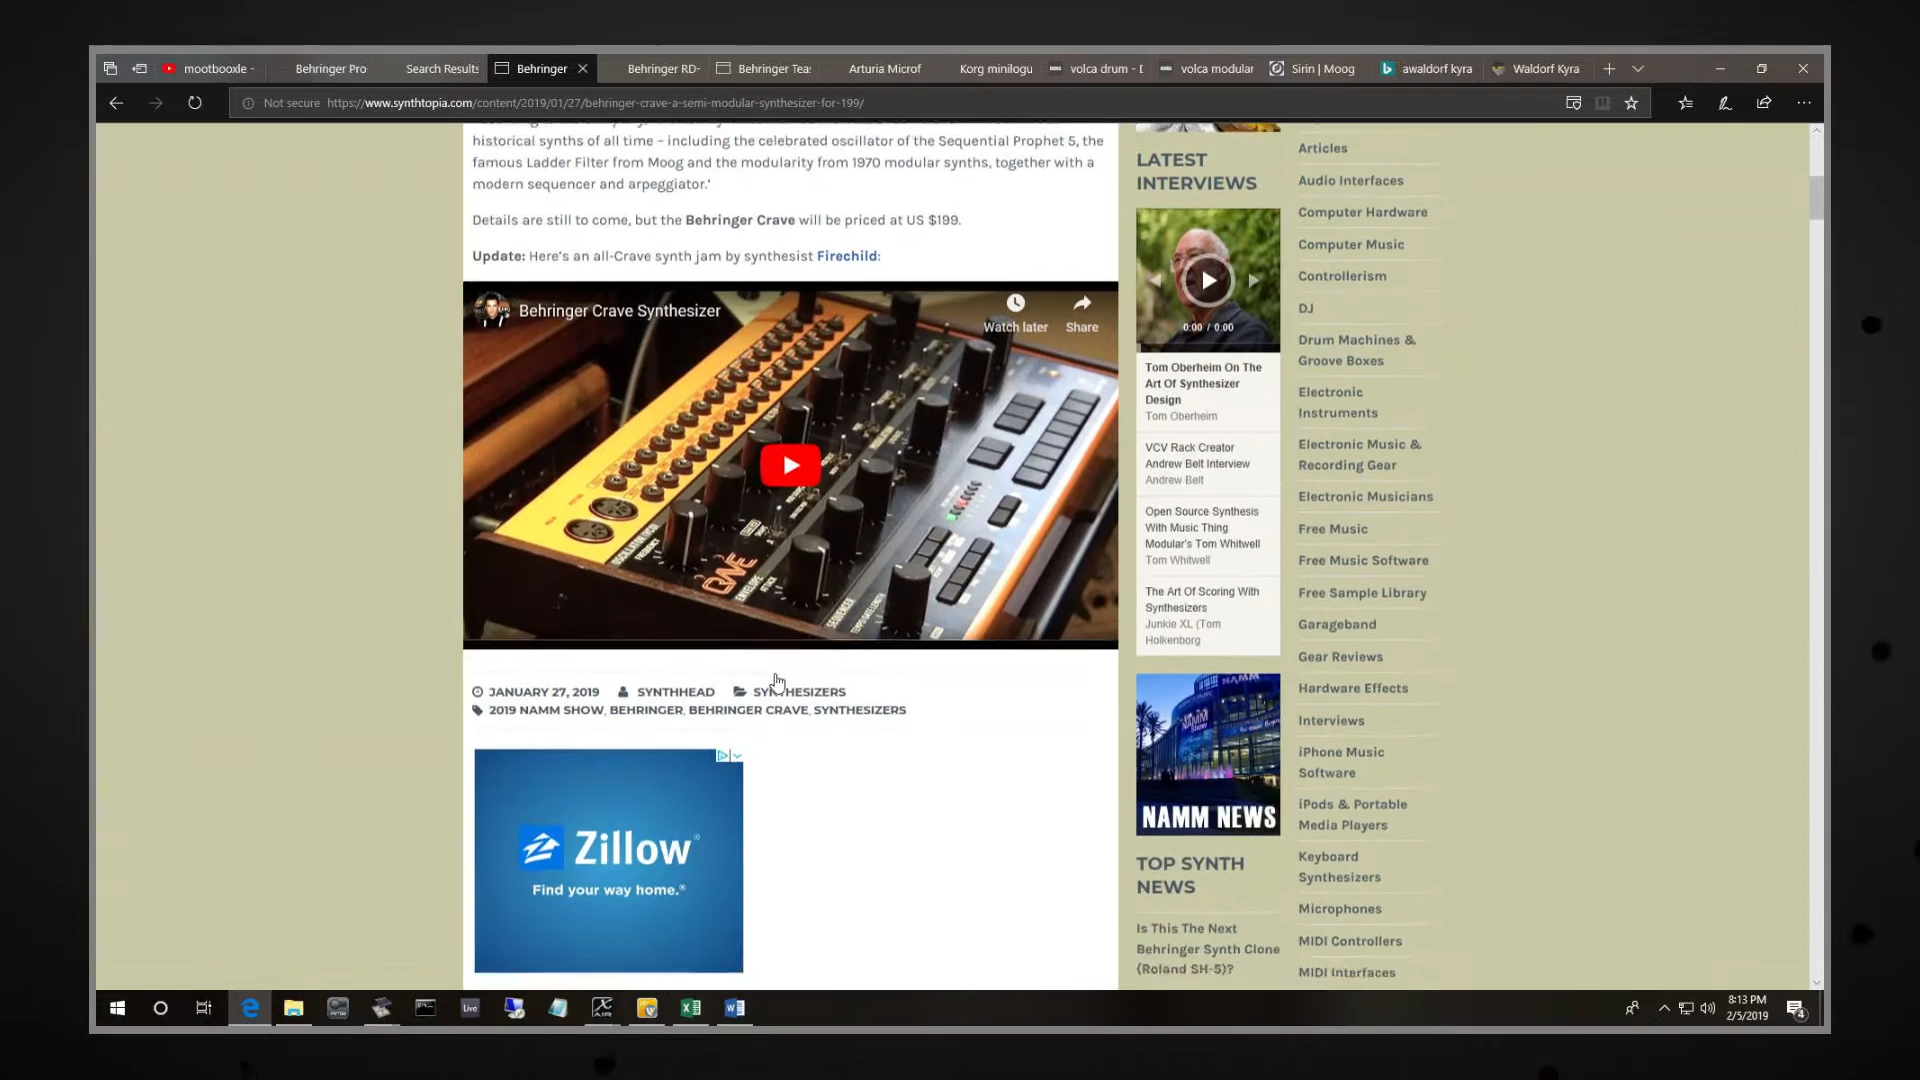 mootbooxle -
Behringer Pro
Search Results
Behringer
Behringer RD-
Behringer Teas
Arturia Microf
Korg minilogu
volca drum - D
volca modular
Sirin | Moog
awaldorf kyra
Waldorf Kyra
Not secure https://www.synthtopia.com/content/2019/01/27/behringer-crave-a-semi-modular-synthesizer-for-199/
historical synths of all time – including the celebrated oscillator of the Sequential Prophet 5, the
famous Ladder Filter from Moog and the modularity from 1970 modular synths, together with a
modern sequencer and arpeggiator.'
Details are still to come, but the Behringer Crave will be priced at US $199.
Update: Here's an all-Crave synth jam by synthesist Firechild:
Behringer Crave Synthesizer
Watch later
Share
CRAVE
JANUARY 27, 2019 SYNTHHEAD SYNTHESIZERS
2019 NAMM SHOW, BEHRINGER, BEHRINGER CRAVE, SYNTHESIZERS
Zillow
Find your way home.®
LATEST
INTERVIEWS
0:00 / 0:00
Tom Oberheim On The
Art Of Synthesizer
Design
Tom Oberheim
VCV Rack Creator
Andrew Belt Interview
Andrew Belt
Open Source Synthesis
With Music Thing
Modular's Tom Whitwell
Tom Whitwell
The Art Of Scoring With
Synthesizers
Junkie XL (Tom
Holkenborg
NAMM NEWS
TOP SYNTH
NEWS
Is This The Next
Behringer Synth Clone
(Roland SH-5)?
Articles
Audio Interfaces
Computer Hardware
Computer Music
Controllerism
DJ
Drum Machines &
Groove Boxes
Electronic
Instruments
Electronic Music &
Recording Gear
Electronic Musicians
Free Music
Free Music Software
Free Sample Library
Garageband
Gear Reviews
Hardware Effects
Interviews
iPhone Music
Software
iPods & Portable
Media Players
Keyboard
Synthesizers
Microphones
MIDI Controllers
MIDI Interfaces
Live
8:13 PM
2/5/2019
4